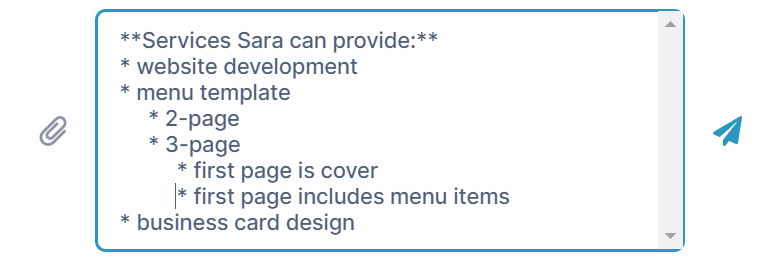 **Services Sara can provide:**
* website development
* menu template
* 2-page
* 3-page
* first page is cover
* first page includes menu items
* business card design